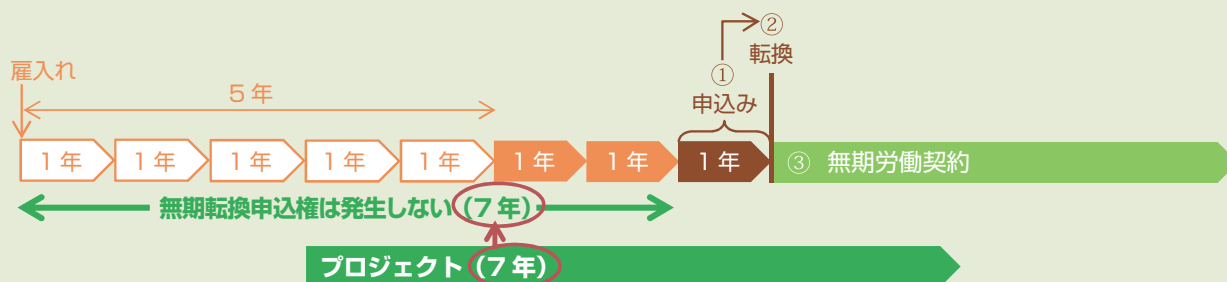 ②
転換
①
申込み
雇入れ
5年
1年 1年 1年 1年 1年 1年 1年 1年 ③ 無期労働契約
無期転換申込権は発生しない(7年)
プロジェクト(7年)